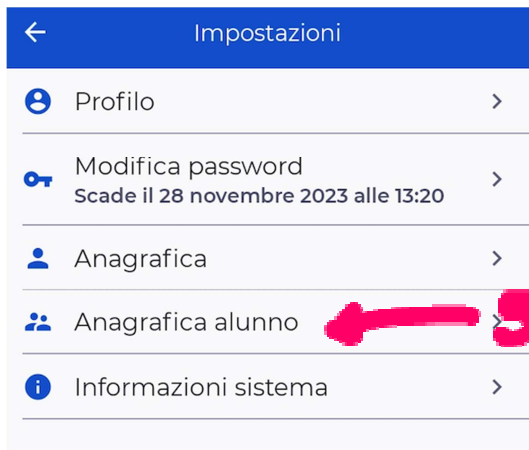 Impostazioni
Profilo
Modifica password
Scade il 28 novembre 2023 alle 13:20
Anagrafica
Anagrafica alunno
Informazioni sistema